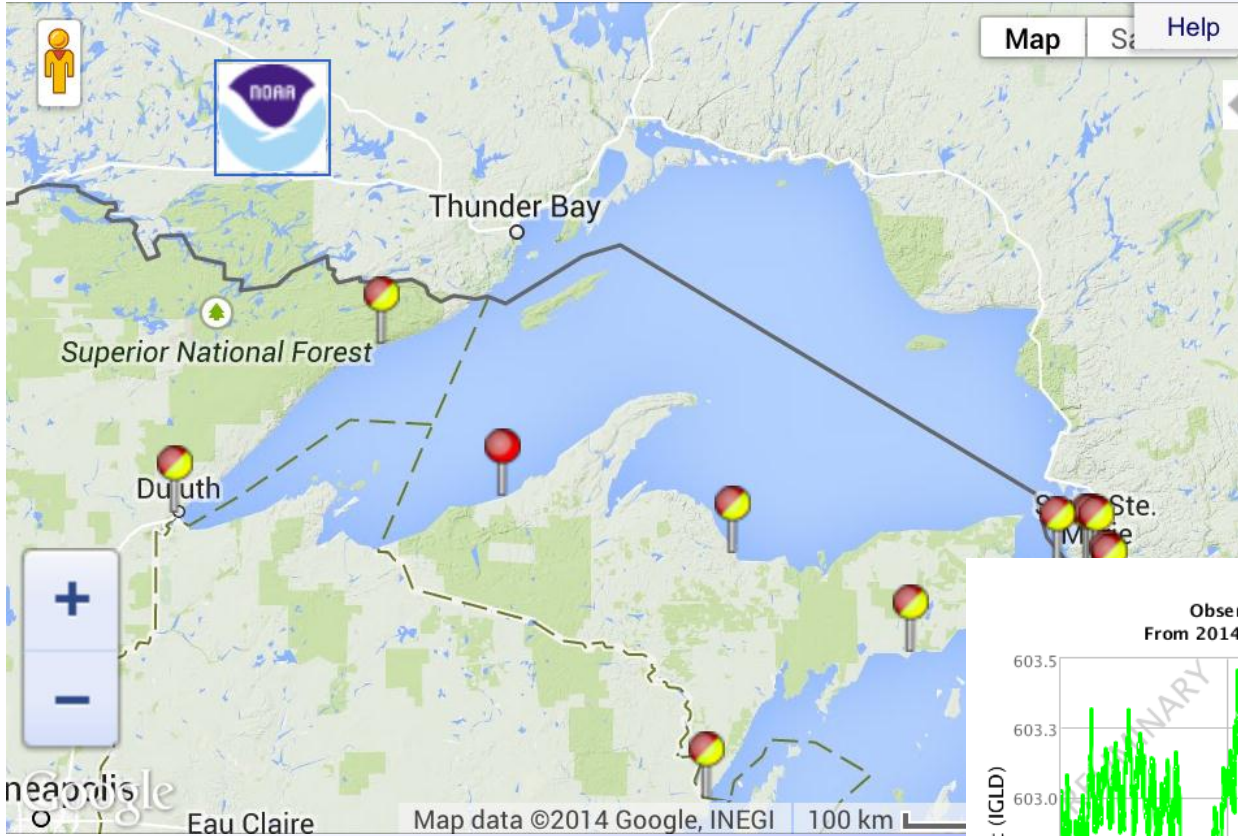 Map
Help
NOAA
Thunder Bay
Superior National Forest
Duluth
Ste.
Google
Eau Claire
Map data ©2014 Google, INEGI
100 km
From 2014
603.5
603.3
603.0
(IGLD)